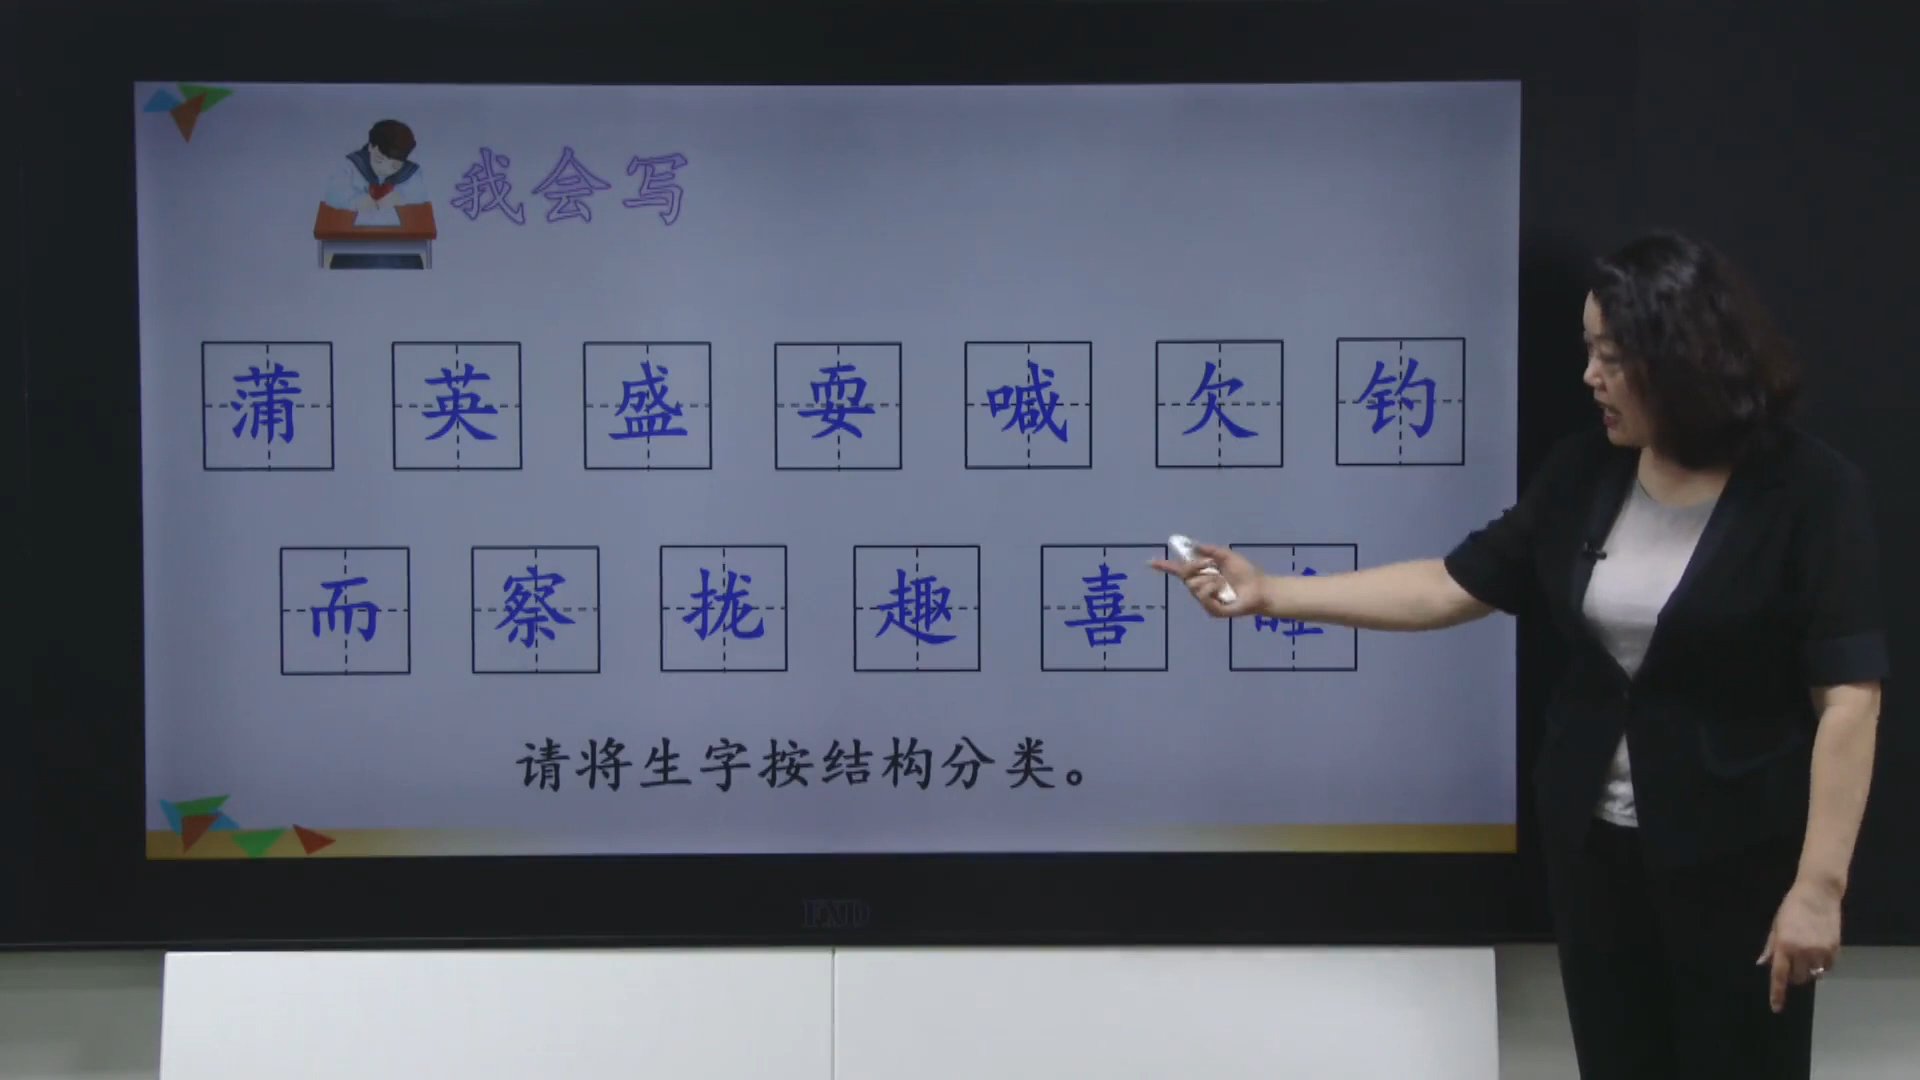 我会写
蒲 英 盛 耍 喊 欠 钓
而 察 拢 趣 喜
请将生字按结构分类。